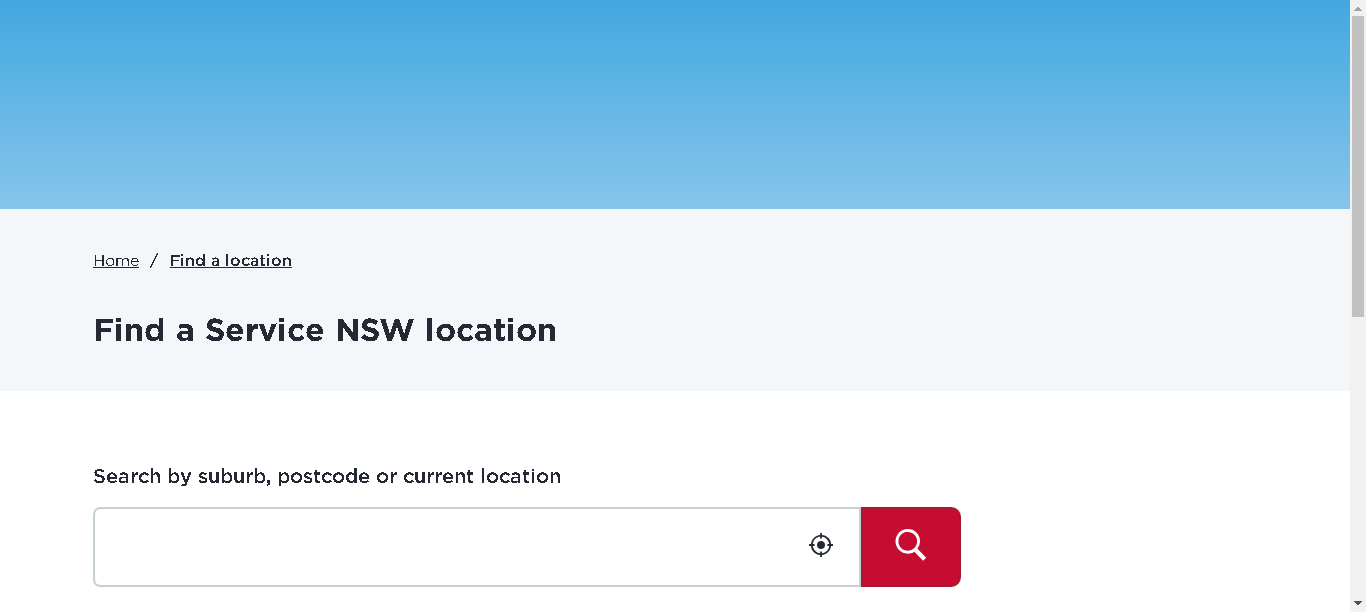 Home / Find a location
Find a Service NSW location
Search by suburb, postcode or current location